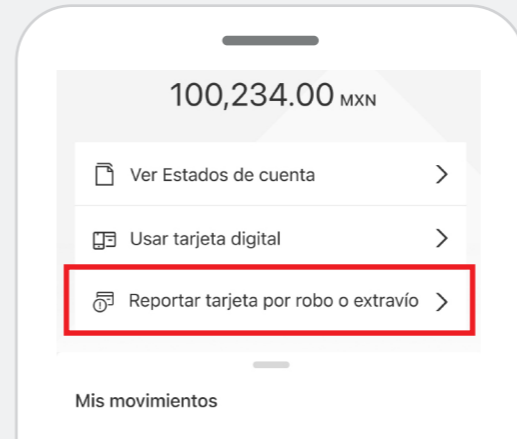 100,234.00 MXN
Ver Estados de cuenta
Usar tarjeta digital
Reportar tarjeta por robo o extravío
Mis movimientos